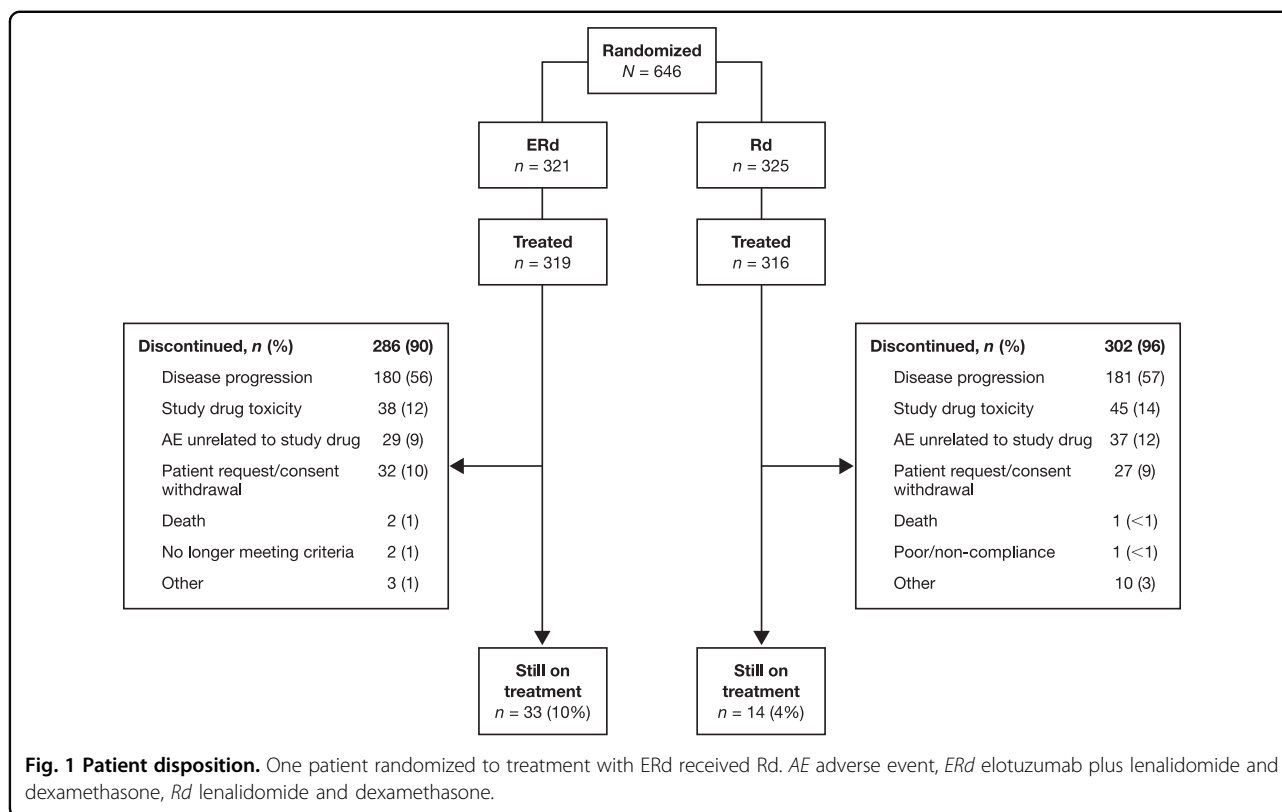 Randomized
N = 646
ERd
n = 321
Rd
n = 325
Treated
n = 319
Treated
n = 316
Discontinued, n (%) 286 (90)
Disease progression 180 (56)
Study drug toxicity 38 (12)
AE unrelated to study drug 29 (9)
Patient request/consent 32 (10)
withdrawal
Death 2 (1)
No longer meeting criteria 2 (1)
Other 3 (1)
Discontinued, n (%) 302 (96)
Disease progression 181 (57)
Study drug toxicity 45 (14)
AE unrelated to study drug 37 (12)
Patient request/consent 27 (9)
withdrawal
Death 1 (<1)
Poor/non-compliance 1 (<1)
Other 10 (3)
Still on
treatment
n = 33 (10%)
Still on
treatment
n = 14 (4%)
Fig. 1 Patient disposition. One patient randomized to treatment with ERd received Rd. AE adverse event, ERd elotuzumab plus lenalidomide and
dexamethasone, Rd lenalidomide and dexamethasone.